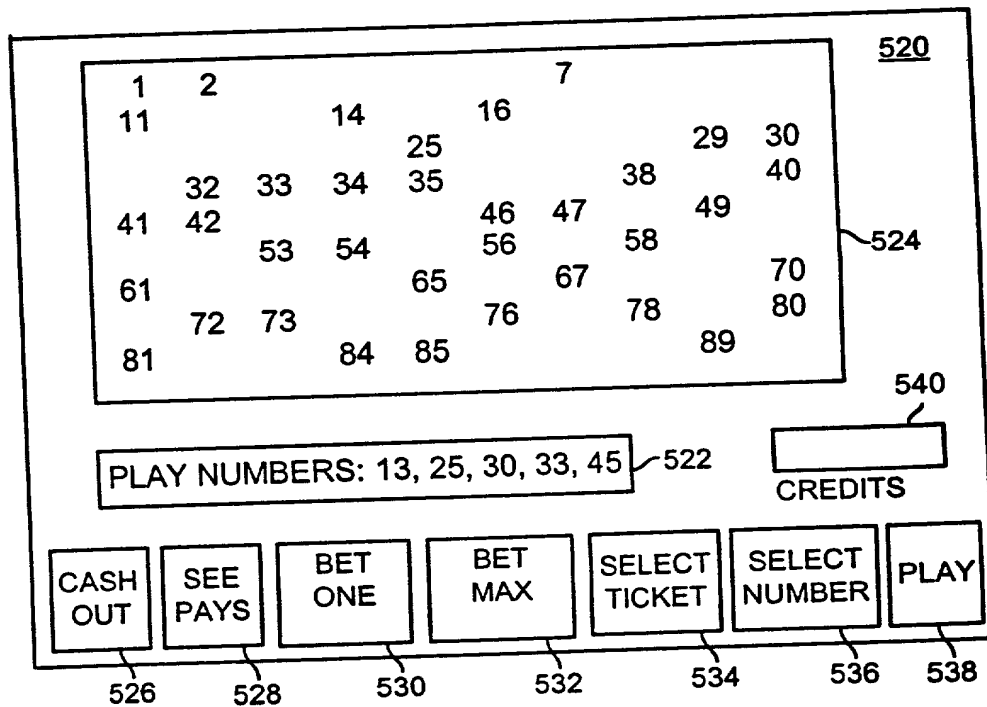 520
1 2 7
11 14 16
25 29 30
32 33 34 35 38 40
41 42 46 47 49
53 54 56 58
524
61 65 67 70
72 73 76 78 80
81 84 85 89
540
PLAY NUMBERS: 13, 25, 30, 33, 45
522
CREDITS
CASH OUT
SEE PAYS
BET ONE
BET MAX
SELECT TICKET
SELECT NUMBER
PLAY
526 528 530 532 534 536 538